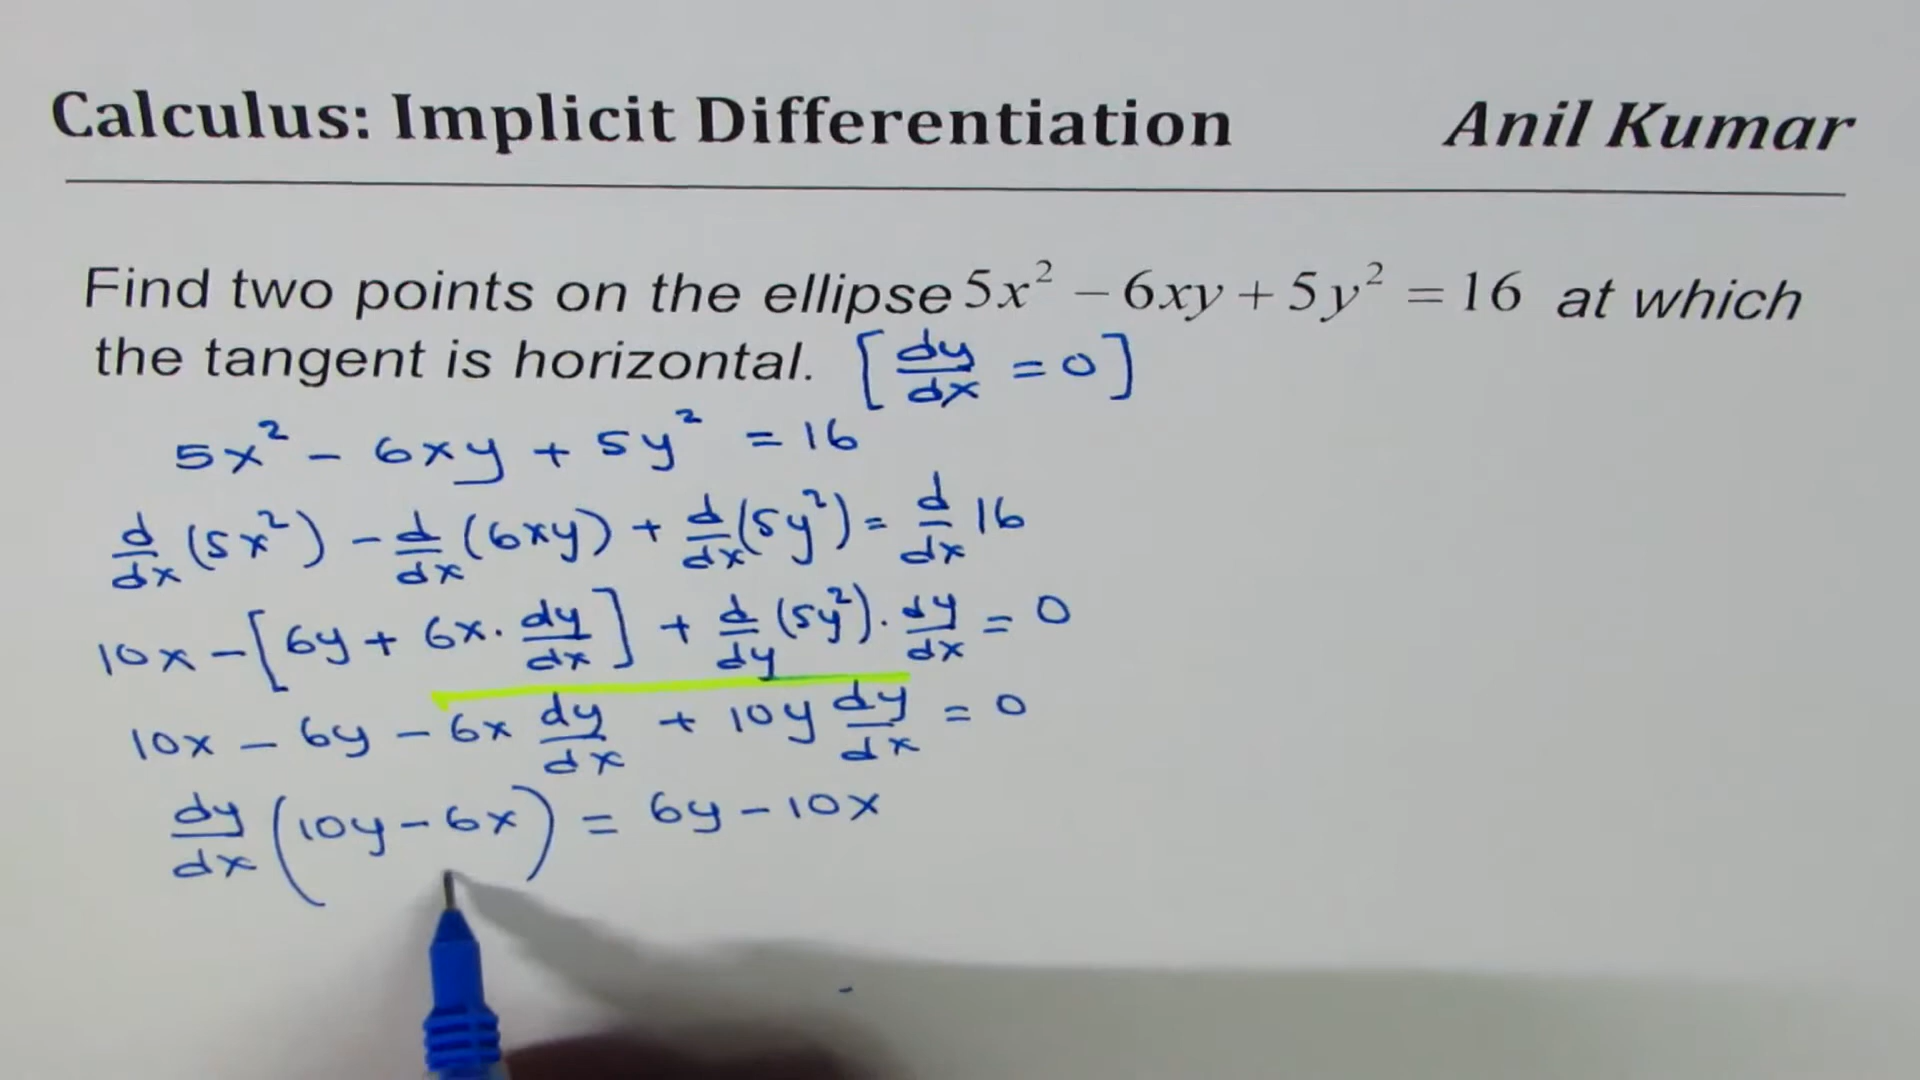 Calculus: Implicit Differentiation Anil Kumar
Find two points on the ellipse 5x² – 6xy + 5y² = 16 at which
the tangent is horizontal. [dy/dx = 0]
5x² – 6xy + 5y² = 16
d/dx (5x²) – d/dx (6xy) + d/dx (5y²) = d/dx 16
10x – [6y + 6x · dy/dx] + d/dy (5y²) · dy/dx = 0
10x – 6y – 6x dy/dx + 10y dy/dx = 0
dy/dx (10y – 6x) = 6y – 10x